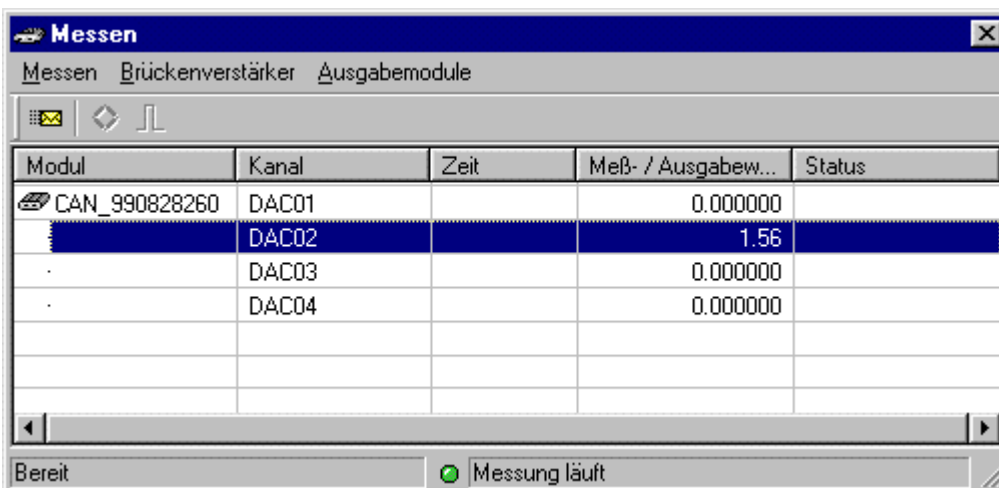 Messen
Messen Brückenverstärker Ausgabemodule
Modul Kanal Zeit Meß- / Ausgabew... Status
CAN_990828260 DAC01 0.000000
DAC02 1.56
DAC03 0.000000
DAC04 0.000000
Bereit Messung läuft